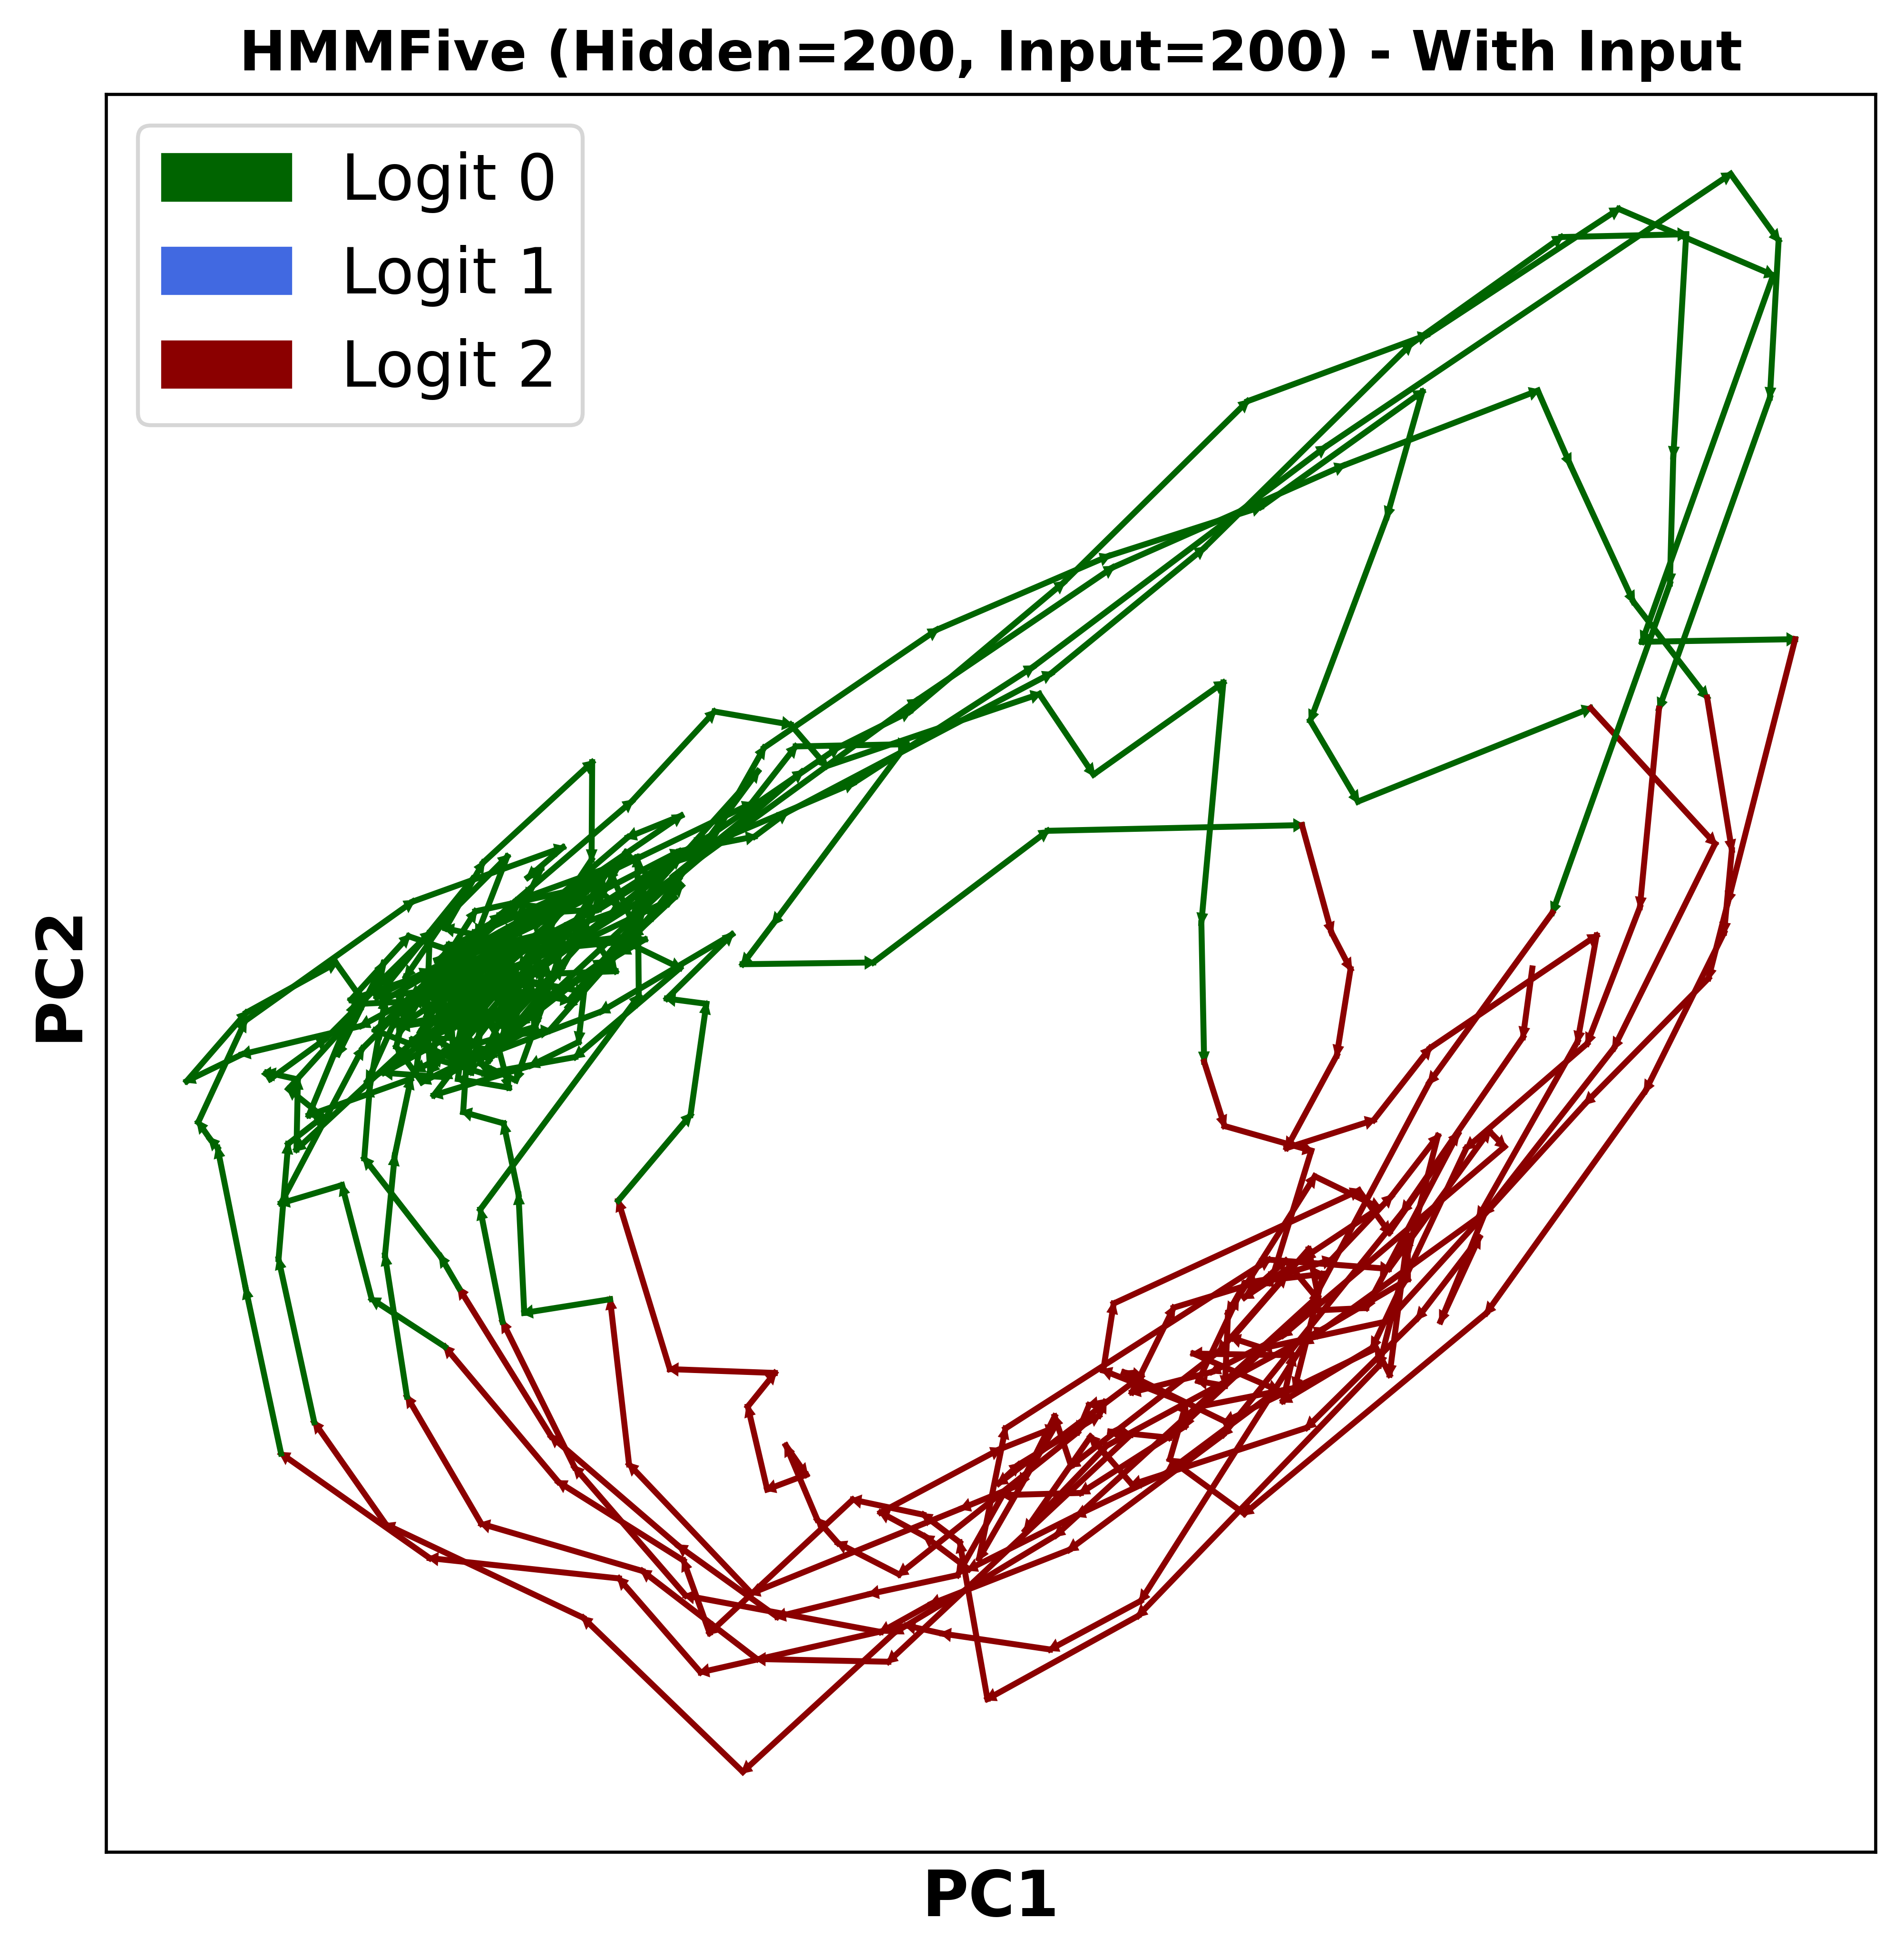 HMMFive (Hidden=200, Input=200) - With Input
Logit 0
Logit 1
Logit 2
PC2
PC1